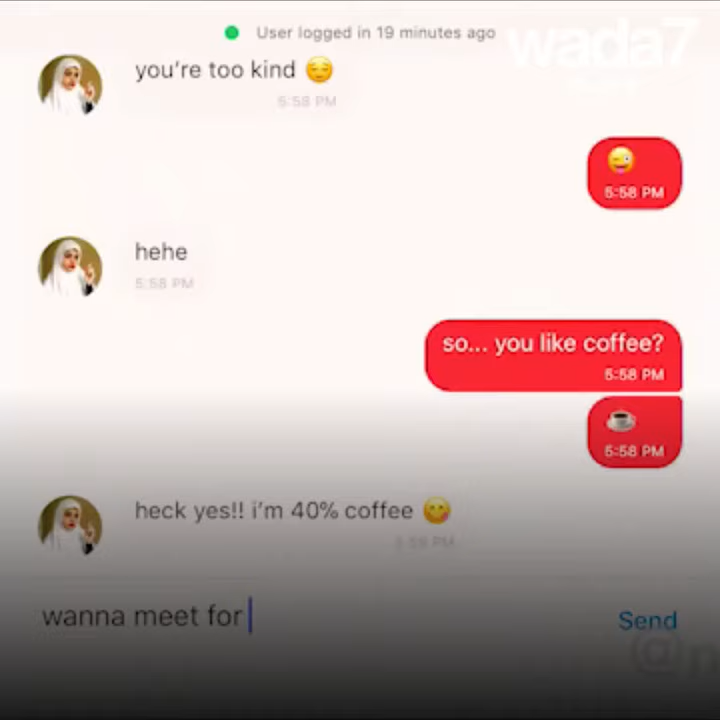 User logged in 19 minutes ago
wada7
you're too kind 😌
5:58 PM
😜
5:58 PM
hehe
5:58 PM
so... you like coffee?
5:58 PM
☕
5:58 PM
heck yes!! i'm 40% coffee 😋
5:59 PM
wanna meet for
Send